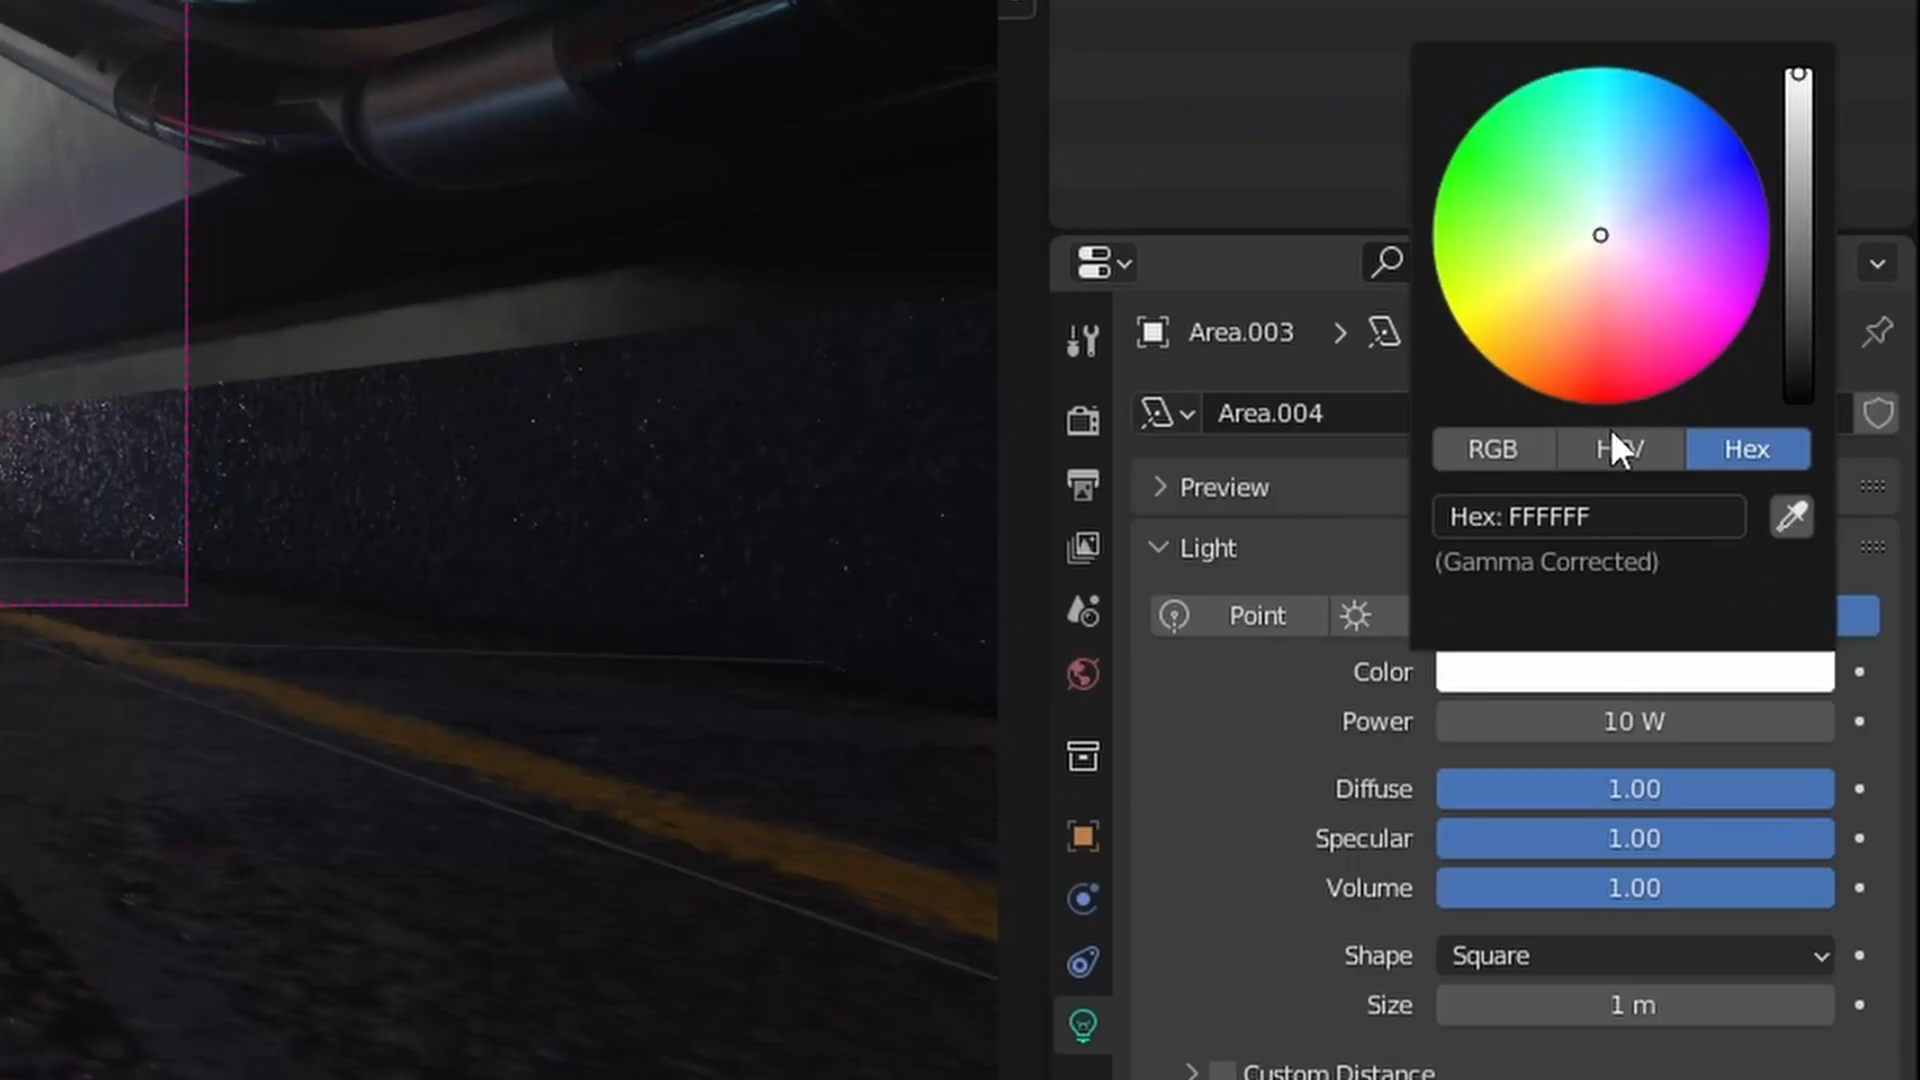 Area.003
Area.004
RGB
HSV
Hex
Preview
Hex: FFFFFF
Light
(Gamma Corrected)
Point
Color
Power
10 W
Diffuse
1.00
Specular
1.00
Volume
1.00
Shape
Square
Size
1 m
Custom Distance